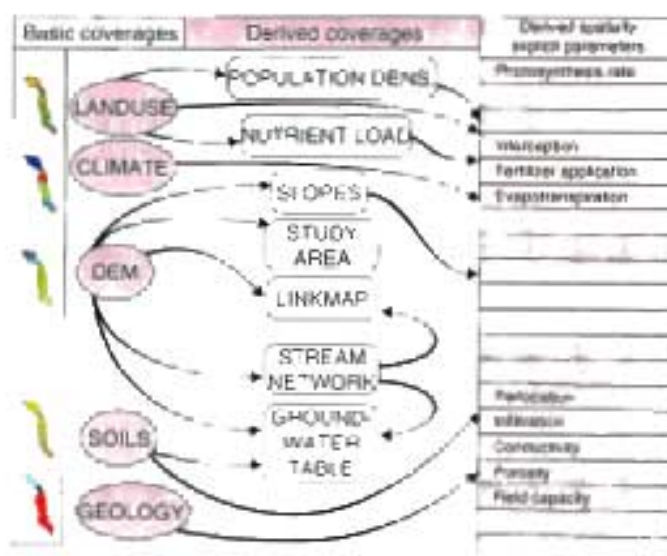 Basic coverages
Derived coverages
Derived spatially
explicit parameters
LANDUSE
CLIMATE
DEM
SOILS
GEOLOGY
POPULATION DENS
NUTRIENT LOAD
SLOPES
STUDY
AREA
LINKMAP
STREAM
NETWORK
GROUND-
WATER
TABLE
Photosynthesis rate
Interception
Fertilizer application
Evapotranspiration
Percolation
Infiltration
Conductivity
Porosity
Field capacity